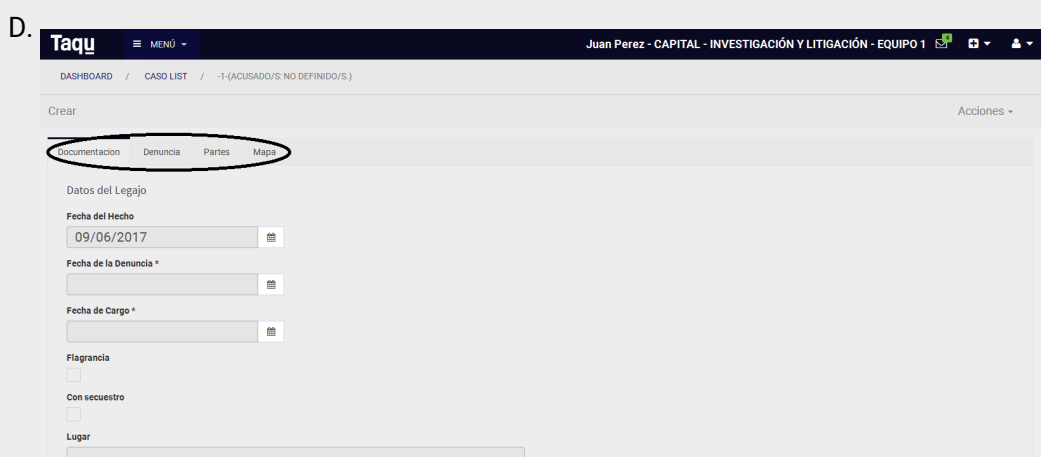 D.
Taqu MENÚ Juan Perez - CAPITAL - INVESTIGACIÓN Y LITIGACIÓN - EQUIPO 1 4
DASHBOARD / CASO LIST / -1-(ACUSADO/S: NO DEFINIDO/S.)
Crear Acciones
Documentacion Denuncia Partes Mapa
Datos del Legajo
Fecha del Hecho
09/06/2017
Fecha de la Denuncia *
Fecha de Cargo *
Flagrancia
Con secuestro
Lugar